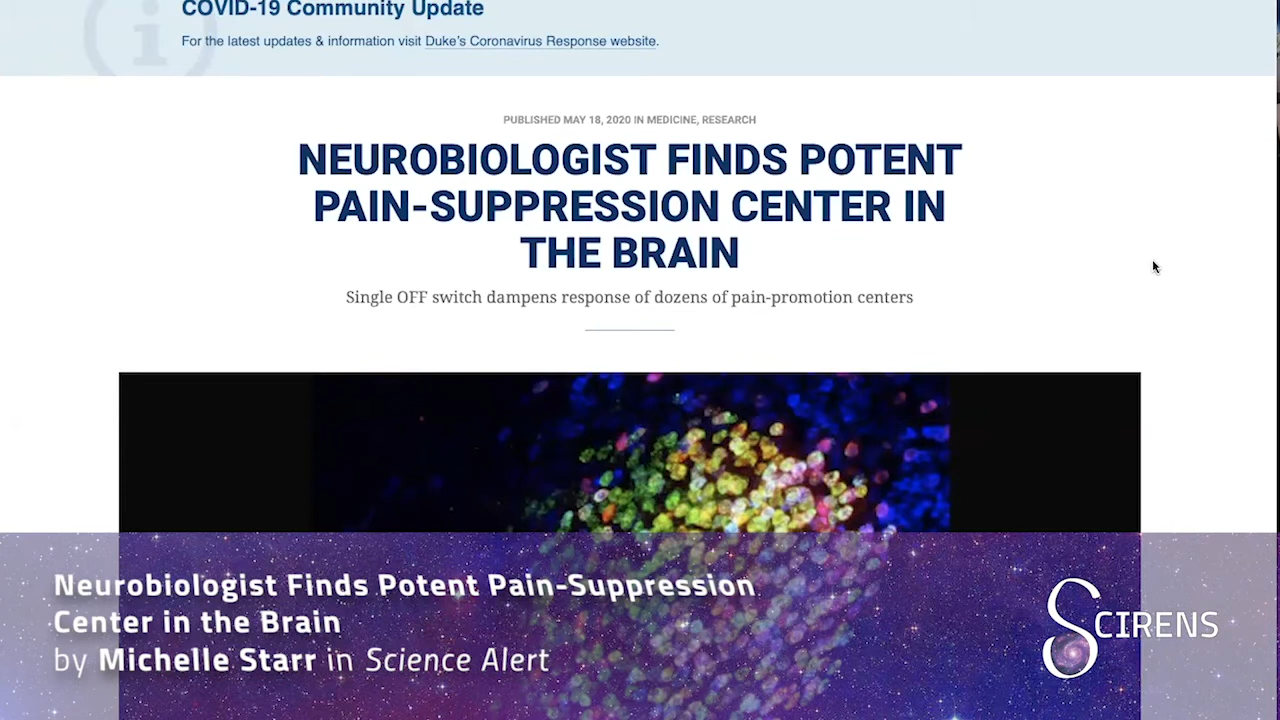 COVID-19 Community Update
For the latest updates & information visit Duke's Coronavirus Response website.
PUBLISHED MAY 18, 2020 IN MEDICINE, RESEARCH
NEUROBIOLOGIST FINDS POTENT
PAIN-SUPPRESSION CENTER IN
THE BRAIN
Single OFF switch dampens response of dozens of pain-promotion centers
Neurobiologist Finds Potent Pain-Suppression
Center in the Brain
by Michelle Starr in Science Alert
SCIRENS